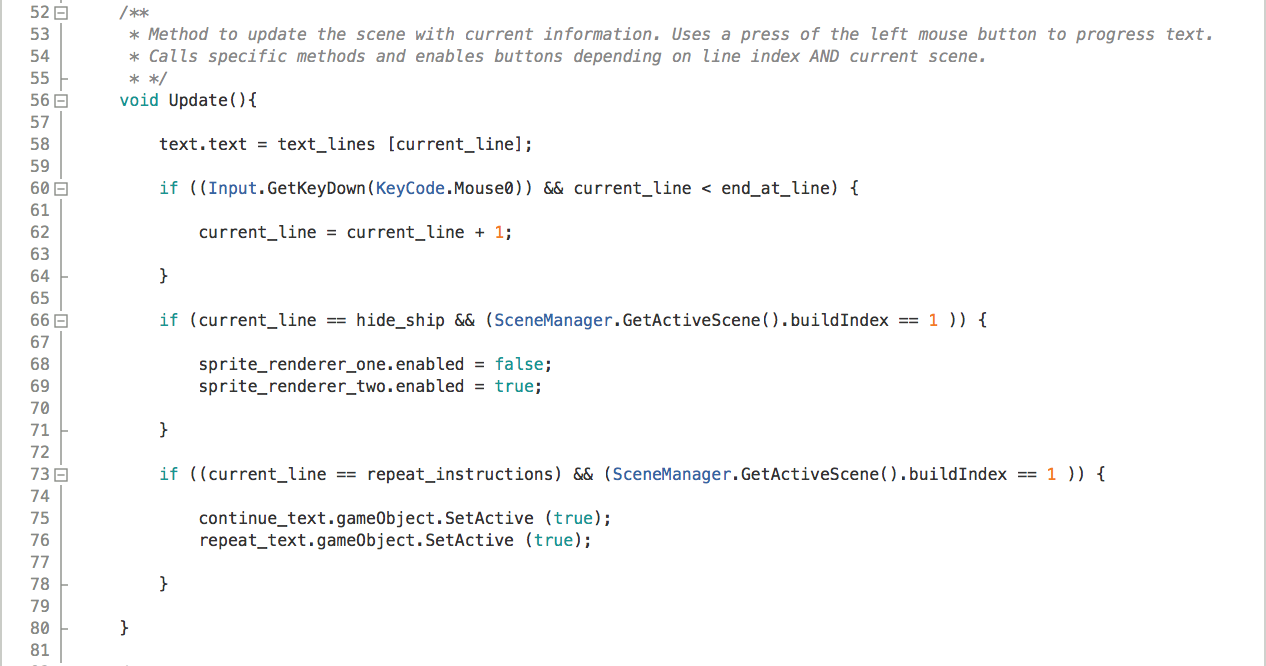 52 /**
53 * Method to update the scene with current information. Uses a press of the left mouse button to progress text.
54 * Calls specific methods and enables buttons depending on line index AND current scene.
55 * */
56 void Update(){
57
58 text.text = text_lines [current_line];
59
60 if ((Input.GetKeyDown(KeyCode.Mouse0)) && current_line < end_at_line) {
61
62 current_line = current_line + 1;
63
64 }
65
66 if (current_line == hide_ship && (SceneManager.GetActiveScene().buildIndex == 1 )) {
67
68 sprite_renderer_one.enabled = false;
69 sprite_renderer_two.enabled = true;
70
71 }
72
73 if ((current_line == repeat_instructions) && (SceneManager.GetActiveScene().buildIndex == 1 )) {
74
75 continue_text.gameObject.SetActive (true);
76 repeat_text.gameObject.SetActive (true);
77
78 }
79
80 }
81